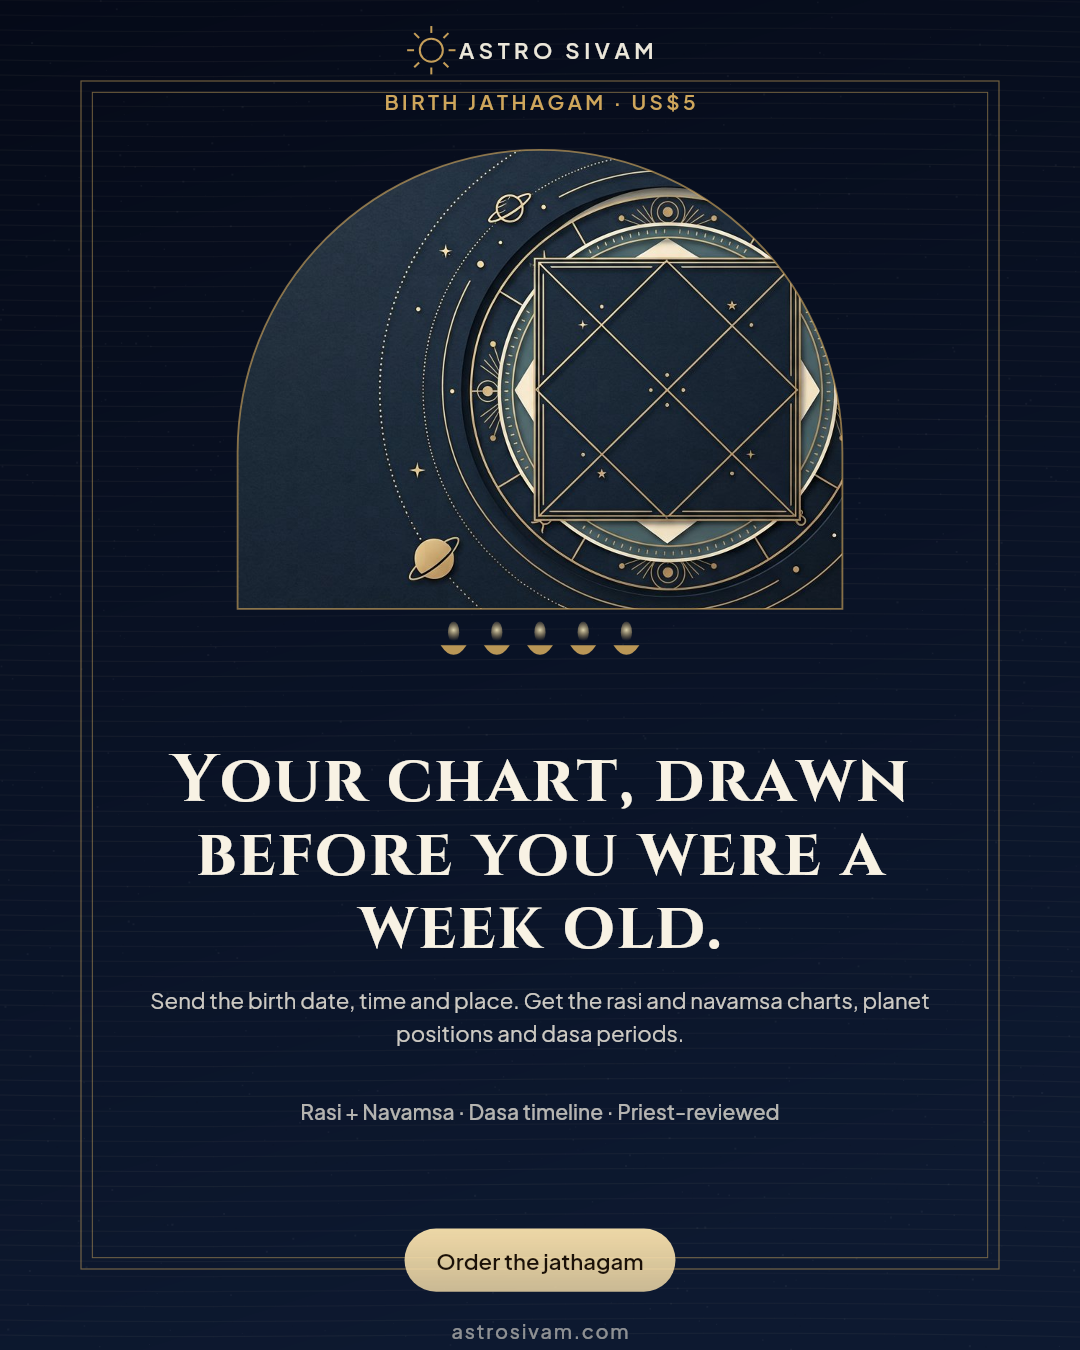 ASTRO SIVAM
BIRTH JATHAGAM · US$5
YOUR CHART, DRAWN
BEFORE YOU WERE A
WEEK OLD.
Send the birth date, time and place. Get the rasi and navamsa charts, planet
positions and dasa periods.
Rasi + Navamsa · Dasa timeline · Priest-reviewed
Order the jathagam
astrosivam.com